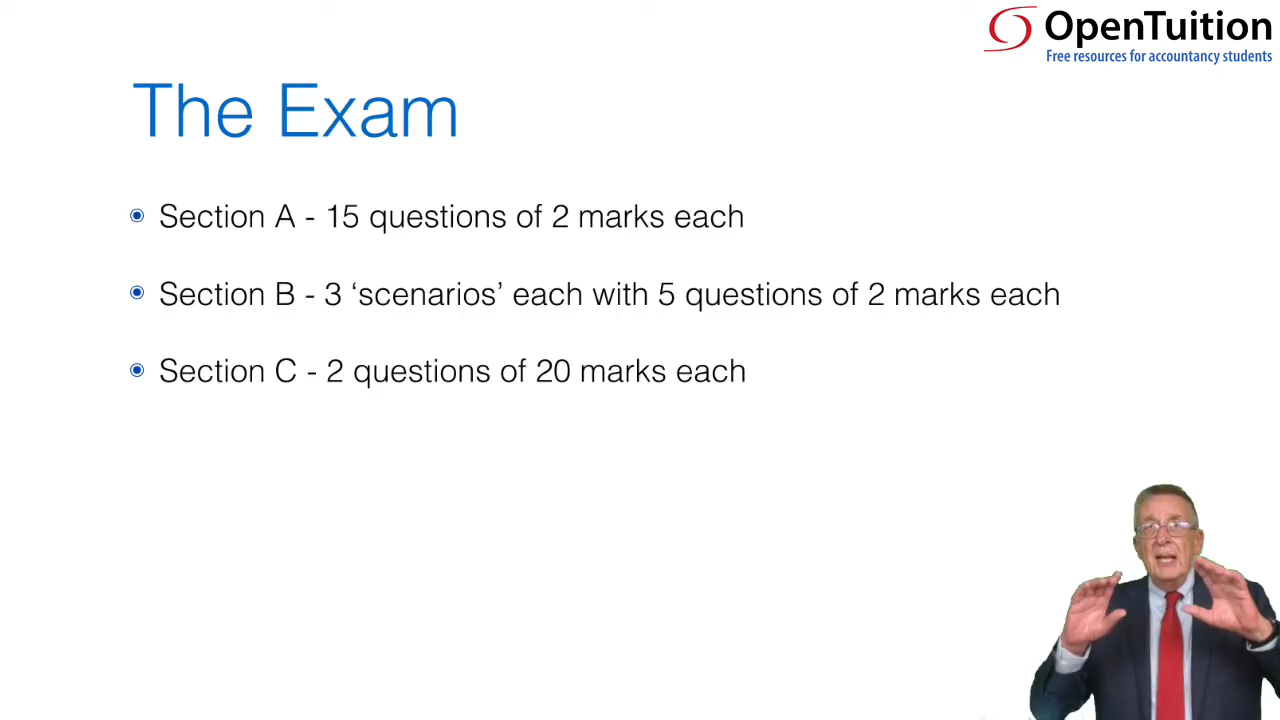 OpenTuition
Free resources for accountancy students
The Exam
Section A - 15 questions of 2 marks each
Section B - 3 ‘scenarios’ each with 5 questions of 2 marks each
Section C - 2 questions of 20 marks each